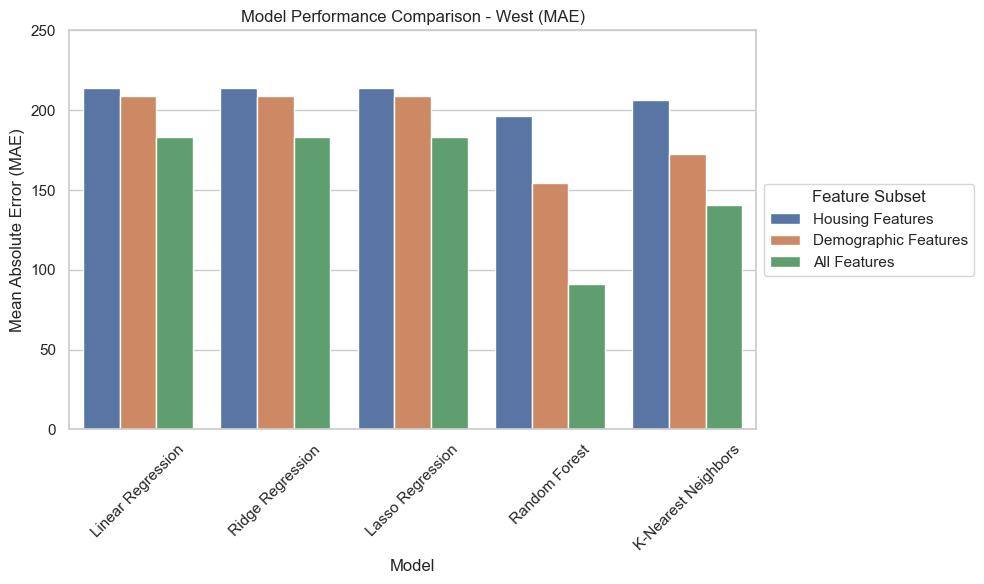 Model Performance Comparison - West (MAE)
Mean Absolute Error (MAE)
250
200
150
100
50
0
Linear Regression
Ridge Regression
Lasso Regression
Random Forest
K-Nearest Neighbors
Model
Feature Subset
Housing Features
Demographic Features
All Features